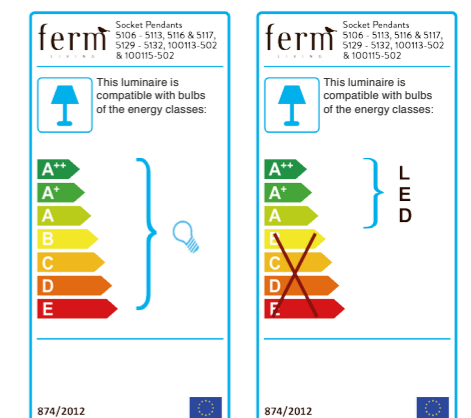 ferm
LIVING
Socket Pendants
5106 - 5113, 5116 & 5117,
5129 - 5132, 100113-502
& 100115-502
This luminaire is
compatible with bulbs
of the energy classes:
A++
A+
A
B
C
D
E
874/2012
ferm
LIVING
Socket Pendants
5106 - 5113, 5116 & 5117,
5129 - 5132, 100113-502
& 100115-502
This luminaire is
compatible with bulbs
of the energy classes:
A++
A+
A
B
C
D
E
L
E
D
874/2012